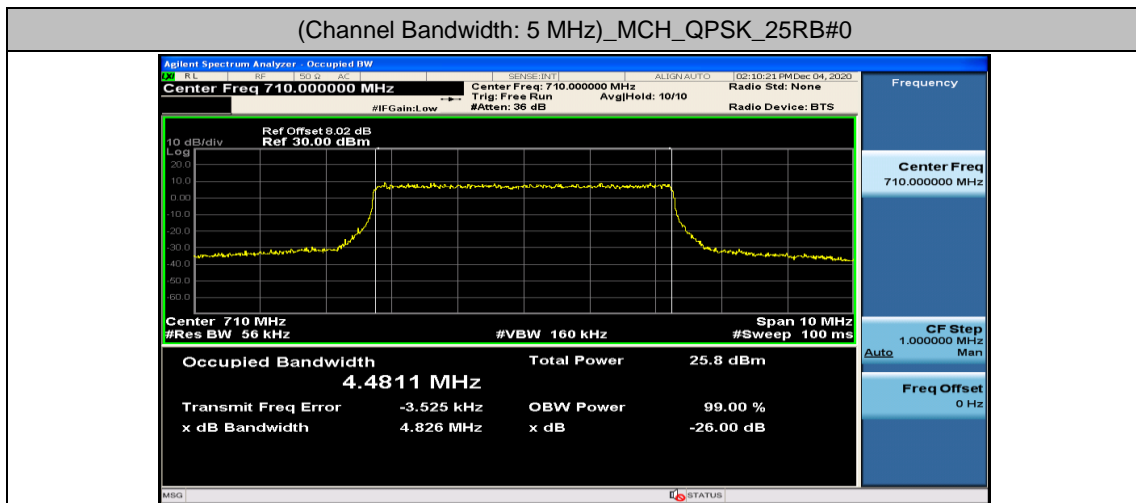 (Channel Bandwidth: 5 MHz)_MCH_QPSK_25RB#0
Agilent Spectrum Analyzer - Occupied BW
LXI RL RF 50 Ω AC SENSE:INT ALIGN AUTO 02:10:21 PM Dec 04, 2020
Center Freq 710.000000 MHz
Center Freq: 710.000000 MHz
Radio Std: None
Trig: Free Run Avg|Hold: 10/10
#IFGain:Low #Atten: 36 dB Radio Device: BTS
Ref Offset 8.02 dB
10 dB/div Ref 30.00 dBm
Log
20.0
10.0
0.00
-10.0
-20.0
-30.0
-40.0
-50.0
-60.0
Center 710 MHz Span 10 MHz
#Res BW 56 kHz #VBW 160 kHz #Sweep 100 ms
Occupied Bandwidth Total Power 25.8 dBm
4.4811 MHz
Transmit Freq Error -3.525 kHz OBW Power 99.00 %
x dB Bandwidth 4.826 MHz x dB -26.00 dB
MSG STATUS
Frequency
Center Freq
710.000000 MHz
CF Step
1.000000 MHz
Auto Man
Freq Offset
0 Hz